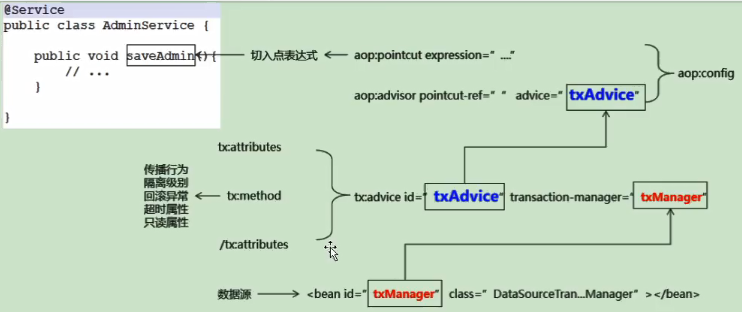 @Service
public class AdminService {
public void saveAdmin(){ 切入点表达式 aop:pointcut expression=" ...."
// ...
}
}
aop:config
aop:advisor pointcut-ref=" " advice=" txAdvice"
tx:attributes
传播行为
隔离级别
回滚异常
超时属性
只读属性
tx:method
tx:advice id=" txAdvice" transaction-manager=" txManager"
/tx:attributes
数据源 <bean id=" txManager" class=" DataSourceTran...Manager" ></bean>